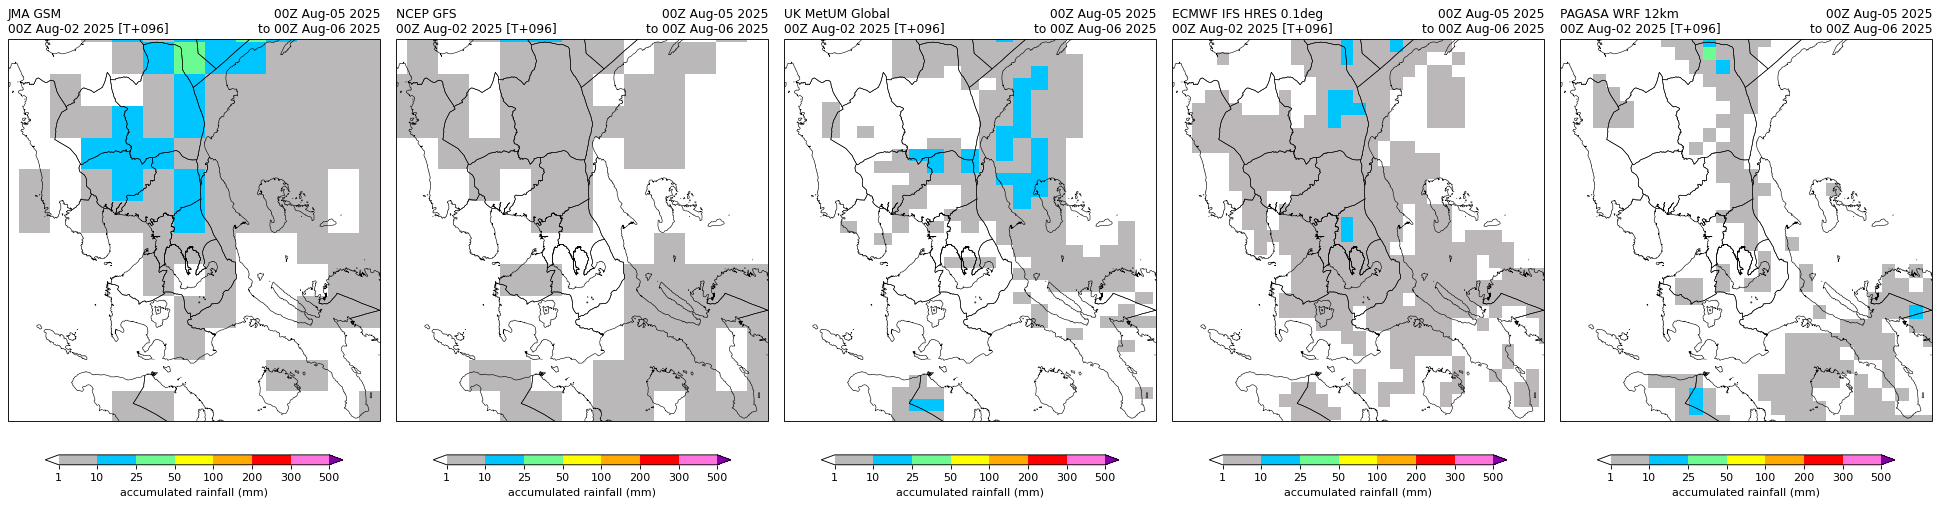 JMA GSM 00Z Aug-05 2025
00Z Aug-02 2025 [T+096] to 00Z Aug-06 2025
1 10 25 50 100 200 300 500
accumulated rainfall (mm)
NCEP GFS 00Z Aug-05 2025
00Z Aug-02 2025 [T+096] to 00Z Aug-06 2025
1 10 25 50 100 200 300 500
accumulated rainfall (mm)
UK MetUM Global 00Z Aug-05 2025
00Z Aug-02 2025 [T+096] to 00Z Aug-06 2025
1 10 25 50 100 200 300 500
accumulated rainfall (mm)
ECMWF IFS HRES 0.1deg 00Z Aug-05 2025
00Z Aug-02 2025 [T+096] to 00Z Aug-06 2025
1 10 25 50 100 200 300 500
accumulated rainfall (mm)
PAGASA WRF 12km 00Z Aug-05 2025
00Z Aug-02 2025 [T+096] to 00Z Aug-06 2025
1 10 25 50 100 200 300 500
accumulated rainfall (mm)